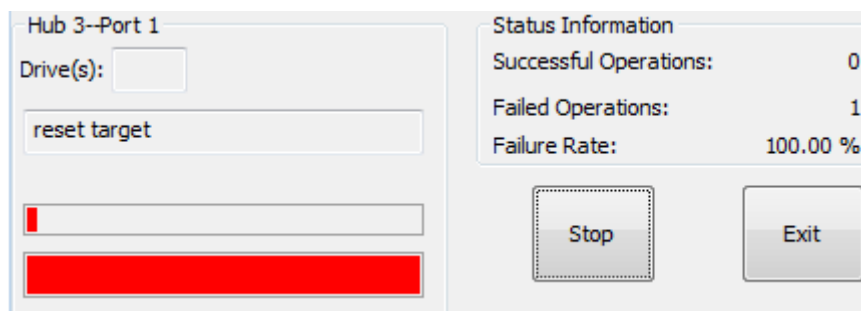 Hub 3--Port 1
Drive(s):
reset target
Status Information
Successful Operations: 0
Failed Operations: 1
Failure Rate: 100.00 %
Stop
Exit